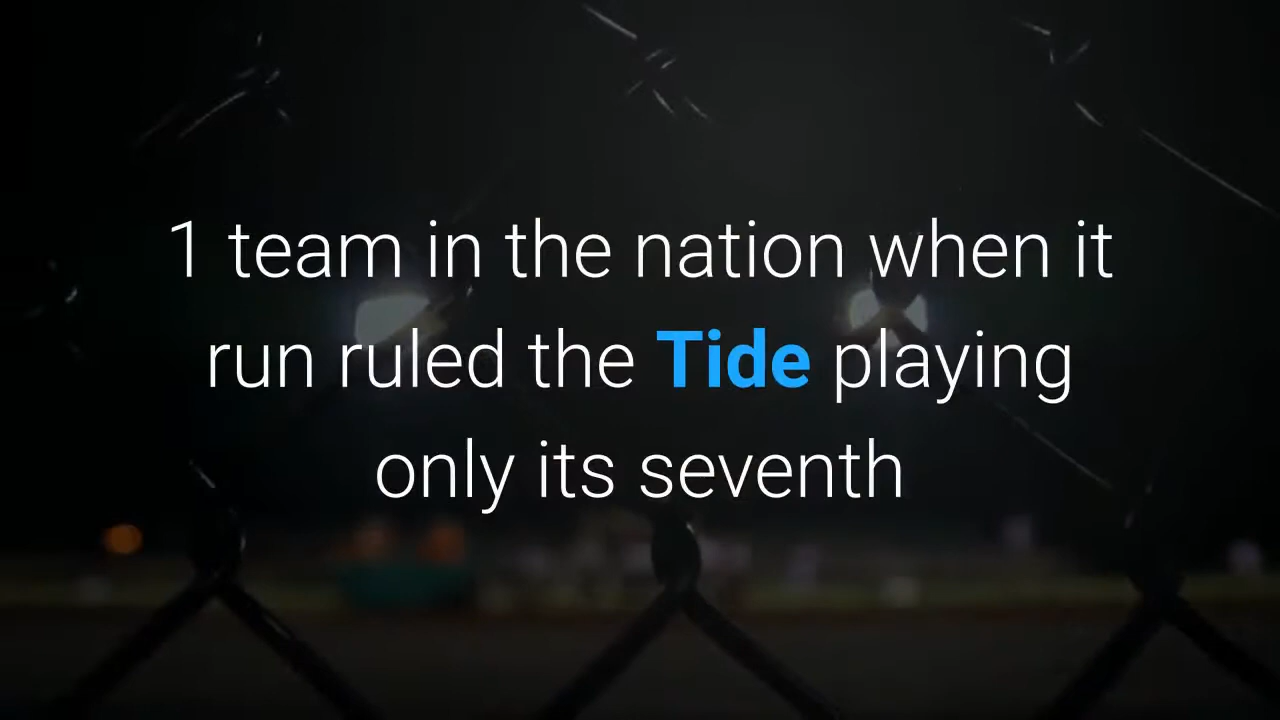 1 team in the nation when it
run ruled the Tide playing
only its seventh